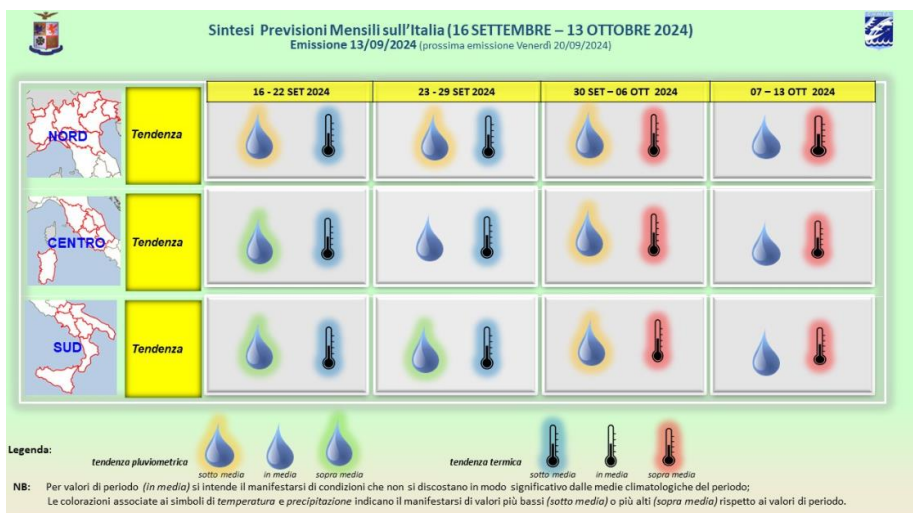 Sintesi Previsioni Mensili sull'Italia (16 SETTEMBRE – 13 OTTOBRE 2024)
Emissione 13/09/2024 (prossima emissione Venerdì 20/09/2024)
16 - 22 SET 2024
23 - 29 SET 2024
30 SET – 06 OTT 2024
07 – 13 OTT 2024
NORD
Tendenza
CENTRO
Tendenza
SUD
Tendenza
Legenda:
tendenza pluviometrica
sotto media
in media
sopra media
tendenza termica
sotto media
in media
sopra media
NB: Per valori di periodo (in media) si intende il manifestarsi di condizioni che non si discostano in modo significativo dalle medie climatologiche del periodo;
Le colorazioni associate ai simboli di temperatura e precipitazione indicano il manifestarsi di valori più bassi (sotto media) o più alti (sopra media) rispetto ai valori di periodo.